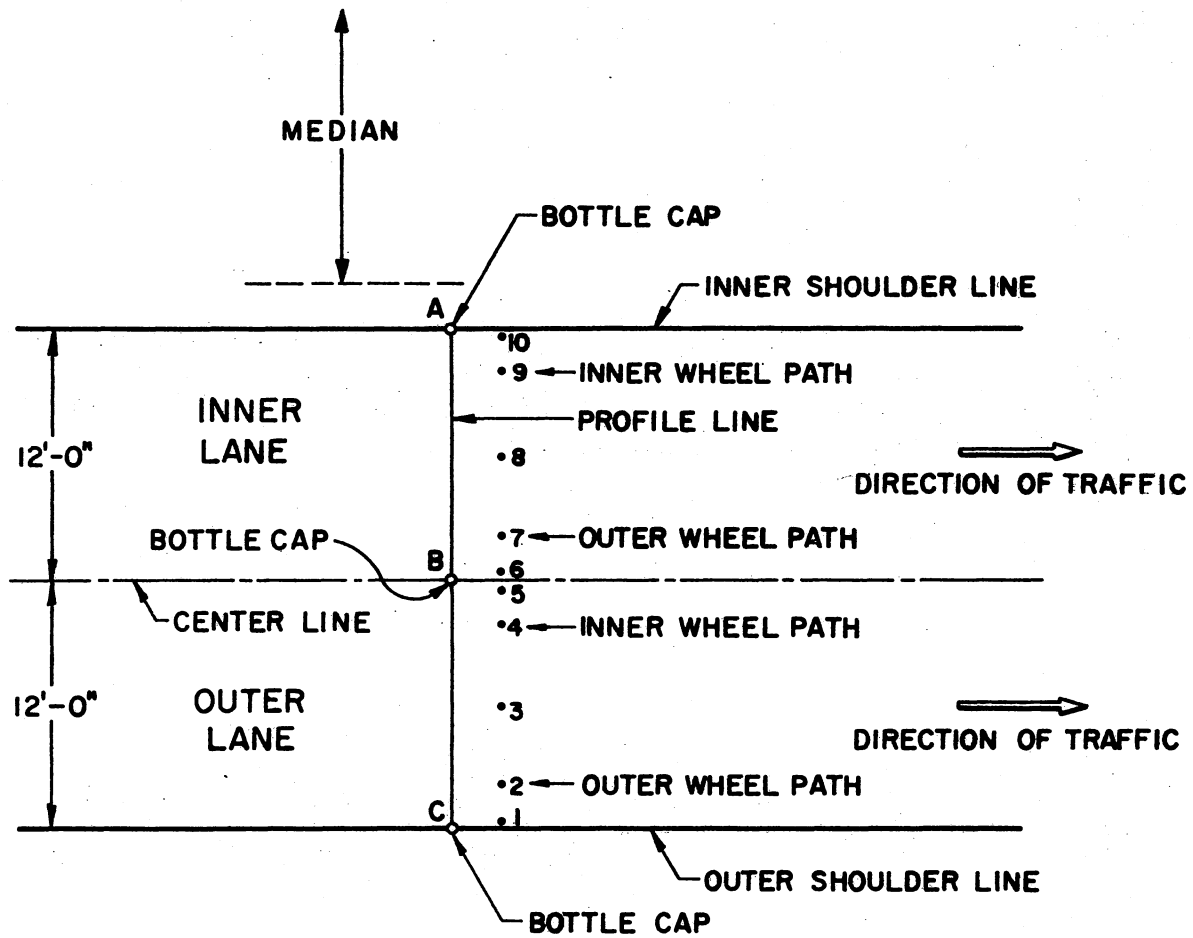 MEDIAN
BOTTLE CAP
INNER SHOULDER LINE
A
10
9
INNER WHEEL PATH
INNER
LANE
PROFILE LINE
12'-0"
8
DIRECTION OF TRAFFIC
7
OUTER WHEEL PATH
BOTTLE CAP
B
6
5
CENTER LINE
4
INNER WHEEL PATH
12'-0"
OUTER
LANE
3
DIRECTION OF TRAFFIC
2
OUTER WHEEL PATH
C
1
OUTER SHOULDER LINE
BOTTLE CAP